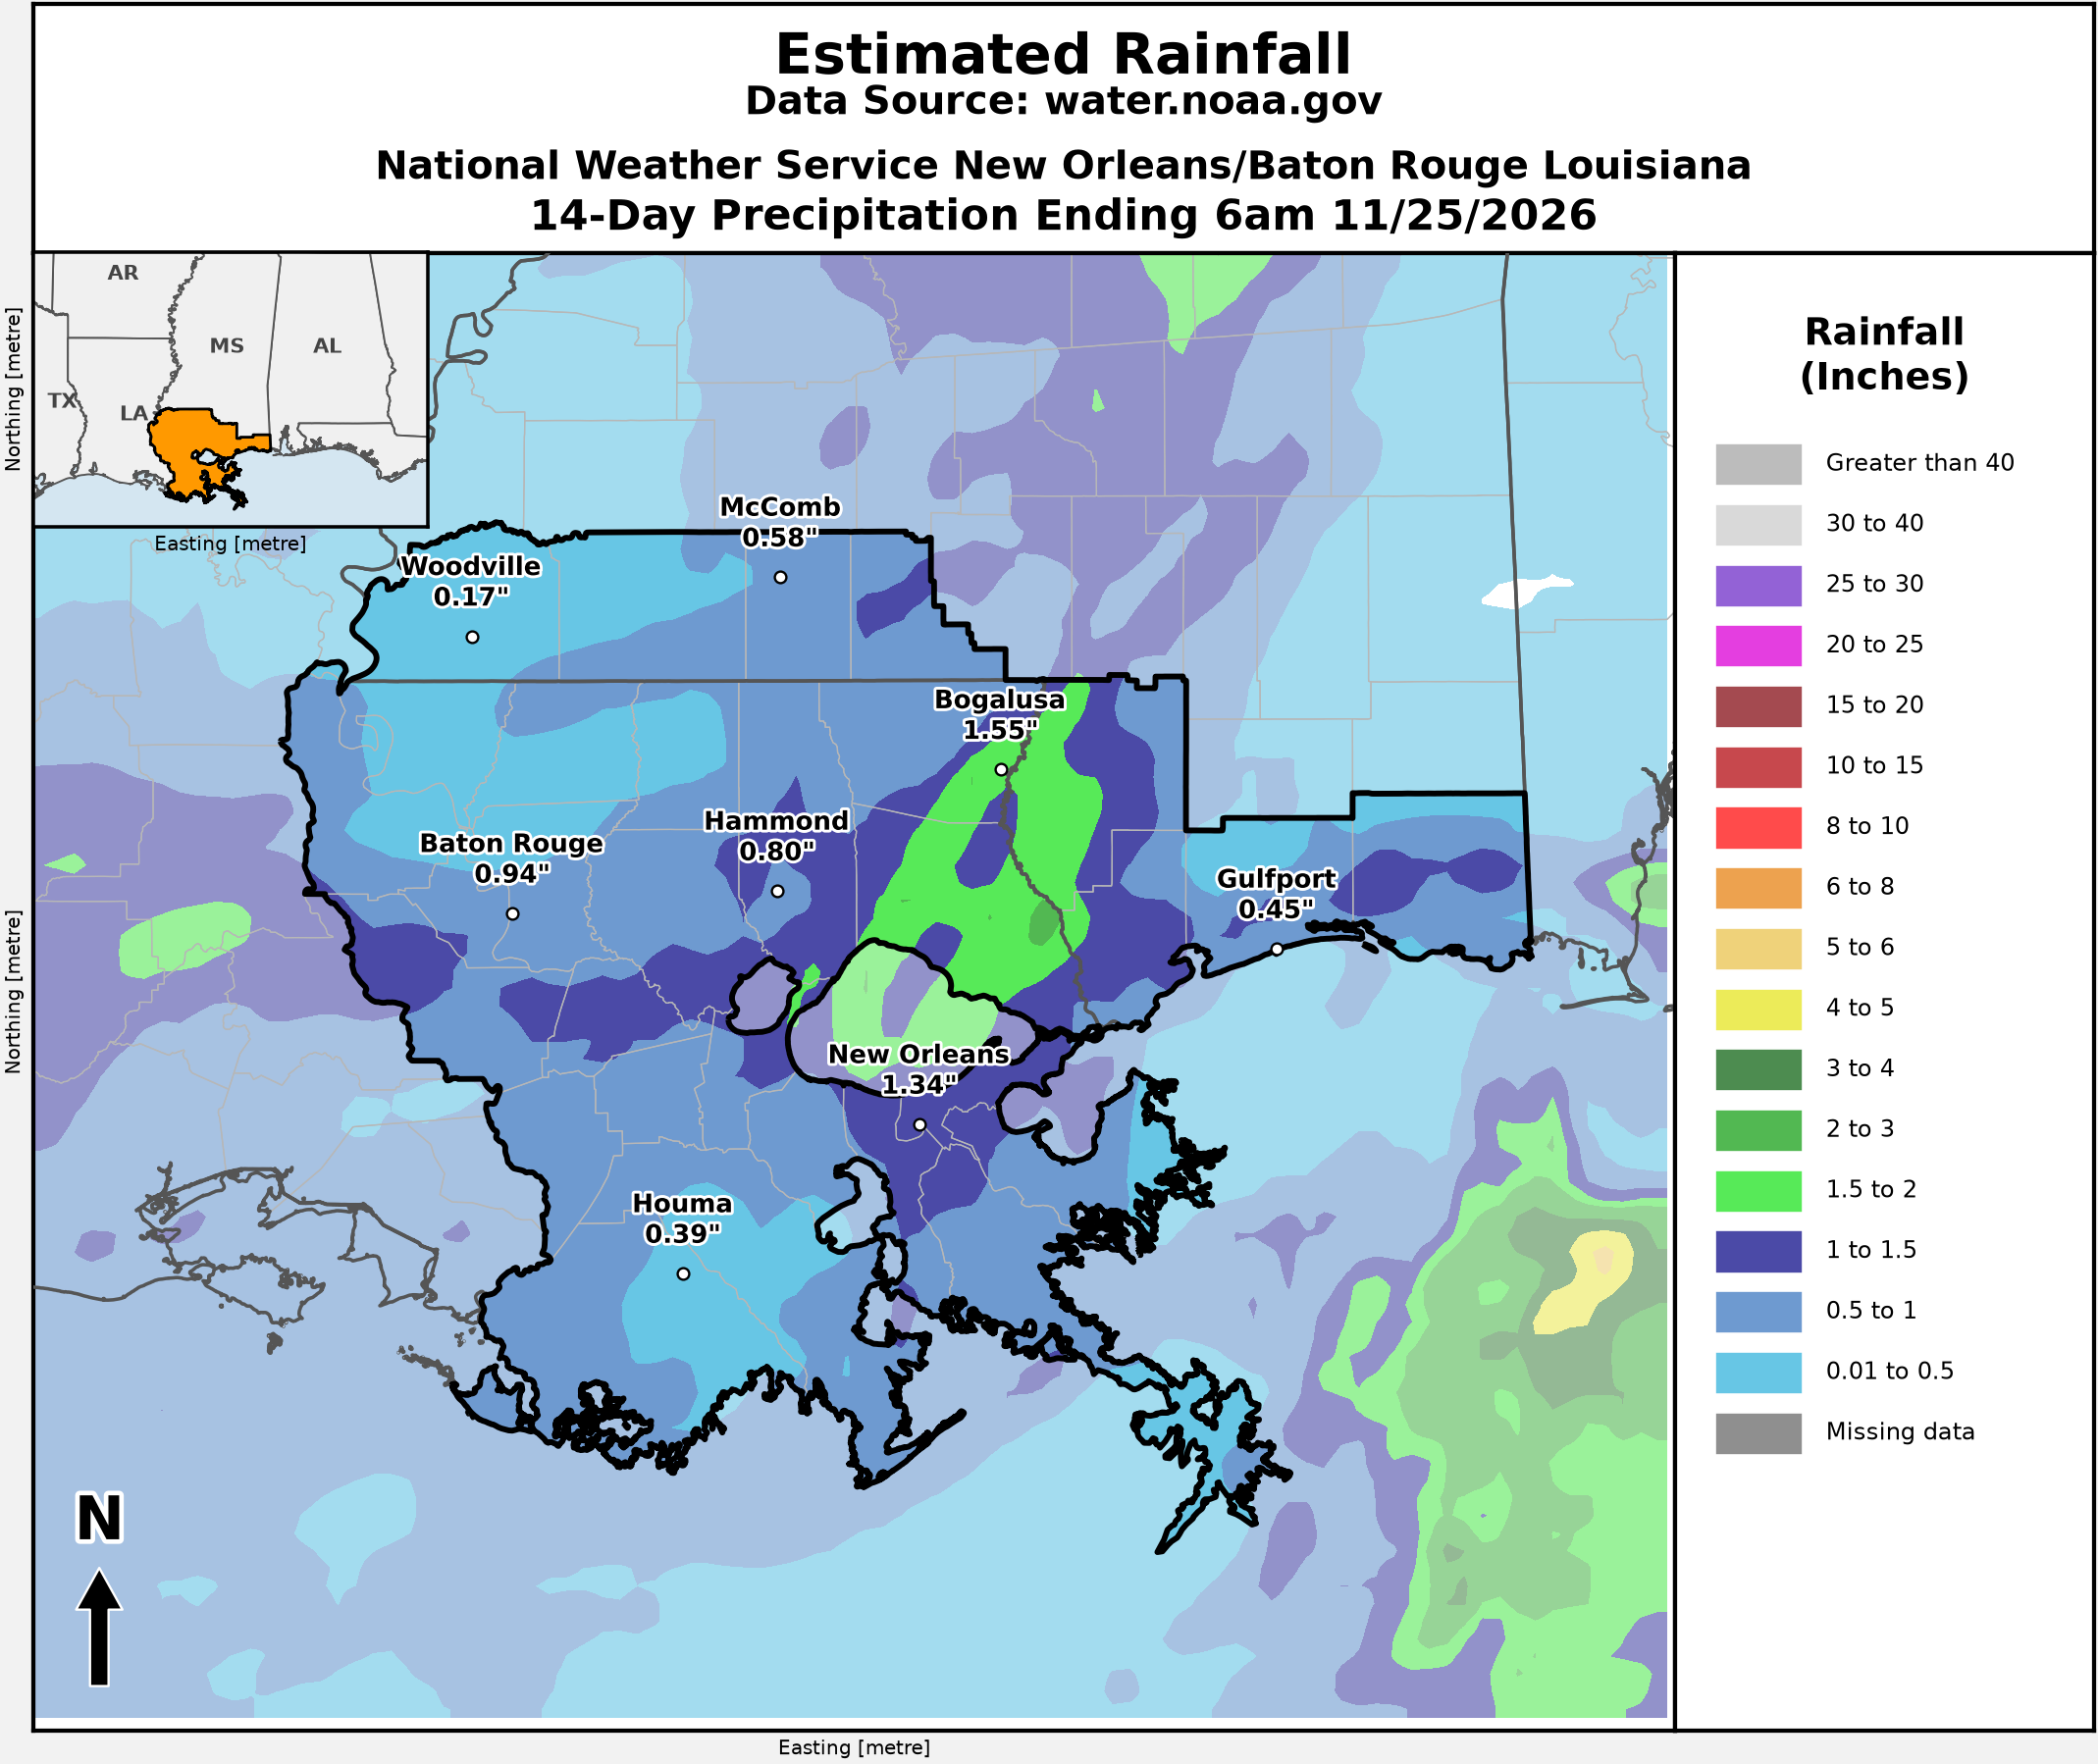 Estimated Rainfall
Data Source: water.noaa.gov
National Weather Service New Orleans/Baton Rouge Louisiana
14-Day Precipitation Ending 6am 11/25/2026
AR
MS
AL
TX
LA
Northing [metre]
Easting [metre]
McComb
0.58"
Woodville
0.17"
Bogalusa
1.55"
Hammond
0.80"
Baton Rouge
0.94"
Gulfport
0.45"
New Orleans
1.34"
Houma
0.39"
N
Northing [metre]
Easting [metre]
Rainfall
(Inches)
Greater than 40
30 to 40
25 to 30
20 to 25
15 to 20
10 to 15
8 to 10
6 to 8
5 to 6
4 to 5
3 to 4
2 to 3
1.5 to 2
1 to 1.5
0.5 to 1
0.01 to 0.5
Missing data